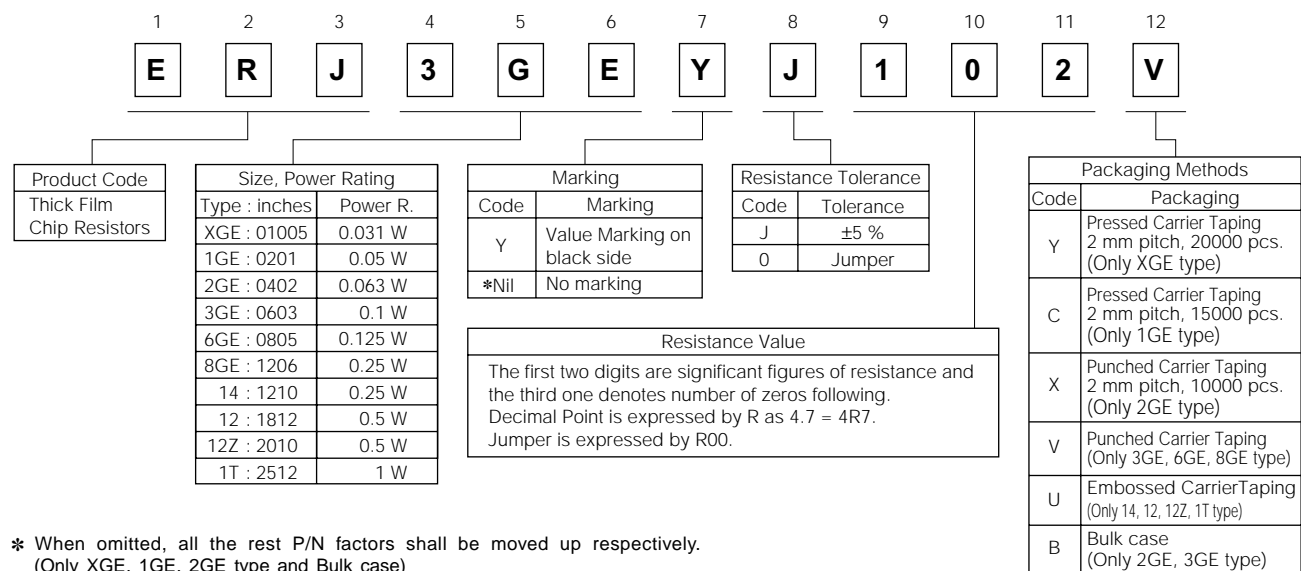 1 2 3 4 5 6 7 8 9 10 11 12
E R J 3 G E Y J 1 0 2 V
Product Code
Thick Film
Chip Resistors
Size, Power Rating
Type : inches Power R.
XGE : 01005 0.031 W
1GE : 0201 0.05 W
2GE : 0402 0.063 W
3GE : 0603 0.1 W
6GE : 0805 0.125 W
8GE : 1206 0.25 W
14 : 1210 0.25 W
12 : 1812 0.5 W
12Z : 2010 0.5 W
1T : 2512 1 W
Marking
Code Marking
Y Value Marking on
black side
*Nil No marking
Resistance Tolerance
Code Tolerance
J ±5 %
0 Jumper
Resistance Value
The first two digits are significant figures of resistance and
the third one denotes number of zeros following.
Decimal Point is expressed by R as 4.7 = 4R7.
Jumper is expressed by R00.
Packaging Methods
Code Packaging
Y Pressed Carrier Taping
2 mm pitch, 20000 pcs.
(Only XGE type)
C Pressed Carrier Taping
2 mm pitch, 15000 pcs.
(Only 1GE type)
X Punched Carrier Taping
2 mm pitch, 10000 pcs.
(Only 2GE type)
V Punched Carrier Taping
(Only 3GE, 6GE, 8GE type)
U Embossed CarrierTaping
(Only 14, 12, 12Z, 1T type)
B Bulk case
(Only 2GE, 3GE type)
* When omitted, all the rest P/N factors shall be moved up respectively.
(Only XGE, 1GE, 2GE type and Bulk case)